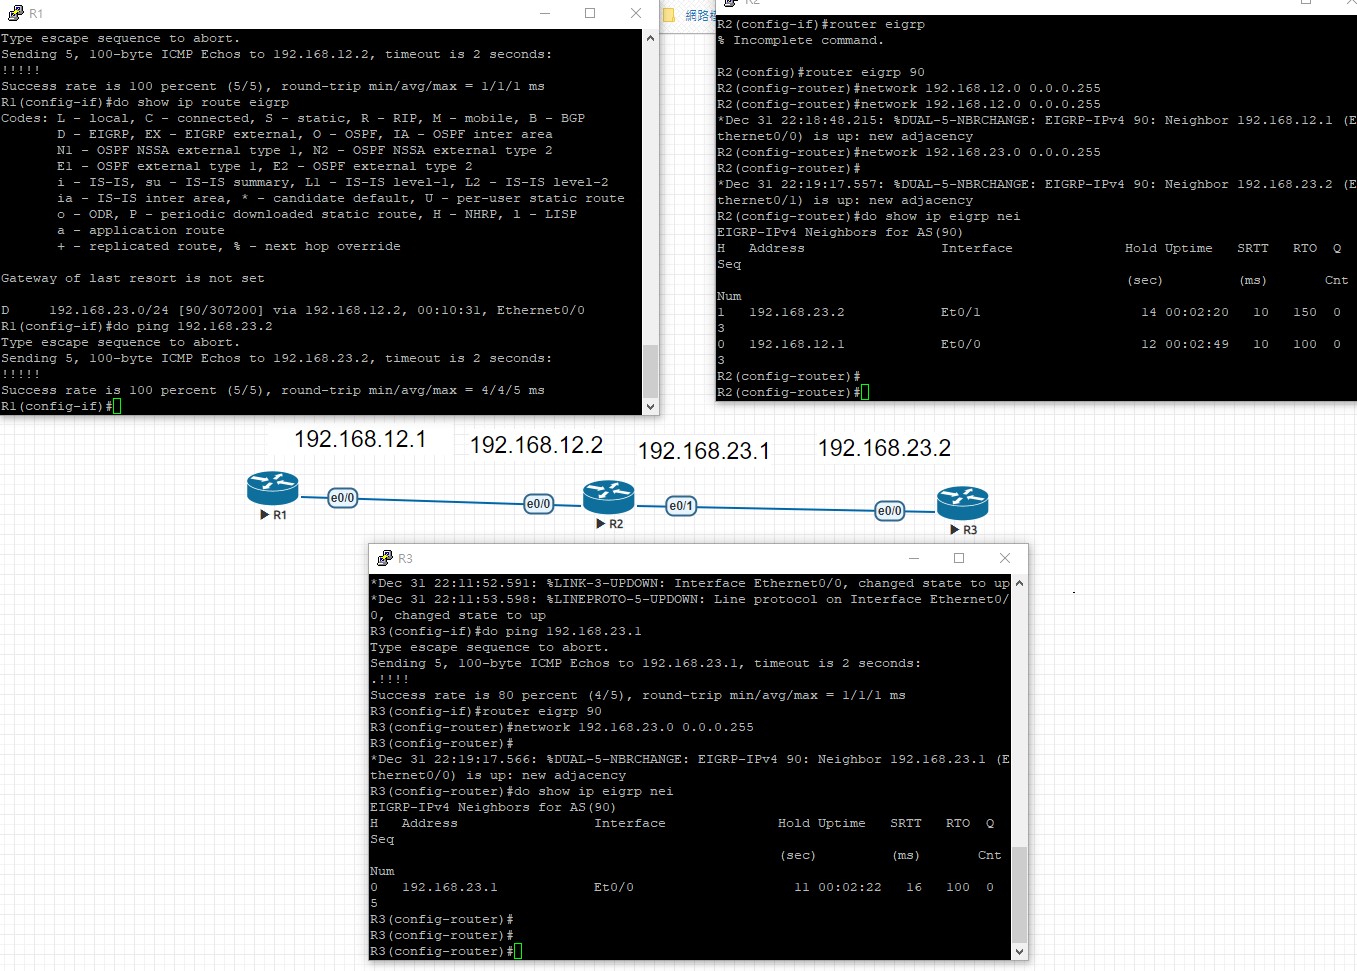 R1
Type escape sequence to abort.
Sending 5, 100-byte ICMP Echos to 192.168.12.2, timeout is 2 seconds:
!!!!!
Success rate is 100 percent (5/5), round-trip min/avg/max = 1/1/1 ms
R1(config-if)#do show ip route eigrp
Codes: L - local, C - connected, S - static, R - RIP, M - mobile, B - BGP
D - EIGRP, EX - EIGRP external, O - OSPF, IA - OSPF inter area
N1 - OSPF NSSA external type 1, N2 - OSPF NSSA external type 2
E1 - OSPF external type 1, E2 - OSPF external type 2
i - IS-IS, su - IS-IS summary, L1 - IS-IS level-1, L2 - IS-IS level-2
ia - IS-IS inter area, * - candidate default, U - per-user static route
o - ODR, P - periodic downloaded static route, H - NHRP, l - LISP
a - application route
+ - replicated route, % - next hop override
Gateway of last resort is not set
D 192.168.23.0/24 [90/307200] via 192.168.12.2, 00:10:31, Ethernet0/0
R1(config-if)#do ping 192.168.23.2
Type escape sequence to abort.
Sending 5, 100-byte ICMP Echos to 192.168.23.2, timeout is 2 seconds:
!!!!!
Success rate is 100 percent (5/5), round-trip min/avg/max = 4/4/5 ms
R1(config-if)#
網路
R2
R2(config-if)#router eigrp
% Incomplete command.
R2(config)#router eigrp 90
R2(config-router)#network 192.168.12.0 0.0.0.255
R2(config-router)#network 192.168.12.0 0.0.0.255
*Dec 31 22:18:48.215: %DUAL-5-NBRCHANGE: EIGRP-IPv4 90: Neighbor 192.168.12.1 (E
thernet0/0) is up: new adjacency
R2(config-router)#network 192.168.23.0 0.0.0.255
R2(config-router)#
*Dec 31 22:19:17.557: %DUAL-5-NBRCHANGE: EIGRP-IPv4 90: Neighbor 192.168.23.2 (E
thernet0/1) is up: new adjacency
R2(config-router)#do show ip eigrp nei
EIGRP-IPv4 Neighbors for AS(90)
H Address Interface Hold Uptime SRTT RTO Q
Seq
(sec) (ms) Cnt
Num
1 192.168.23.2 Et0/1 14 00:02:20 10 150 0
3
0 192.168.12.1 Et0/0 12 00:02:49 10 100 0
3
R2(config-router)#
R2(config-router)#
192.168.12.1 192.168.12.2 192.168.23.1 192.168.23.2
e0/0 e0/0 e0/1 e0/0
R1 R2 R3
R3
*Dec 31 22:11:52.591: %LINK-3-UPDOWN: Interface Ethernet0/0, changed state to up
*Dec 31 22:11:53.598: %LINEPROTO-5-UPDOWN: Line protocol on Interface Ethernet0/
0, changed state to up
R3(config-if)#do ping 192.168.23.1
Type escape sequence to abort.
Sending 5, 100-byte ICMP Echos to 192.168.23.1, timeout is 2 seconds:
.!!!!
Success rate is 80 percent (4/5), round-trip min/avg/max = 1/1/1 ms
R3(config-if)#router eigrp 90
R3(config-router)#network 192.168.23.0 0.0.0.255
R3(config-router)#
*Dec 31 22:19:17.566: %DUAL-5-NBRCHANGE: EIGRP-IPv4 90: Neighbor 192.168.23.1 (E
thernet0/0) is up: new adjacency
R3(config-router)#do show ip eigrp nei
EIGRP-IPv4 Neighbors for AS(90)
H Address Interface Hold Uptime SRTT RTO Q
Seq
(sec) (ms) Cnt
Num
0 192.168.23.1 Et0/0 11 00:02:22 16 100 0
5
R3(config-router)#
R3(config-router)#
R3(config-router)#